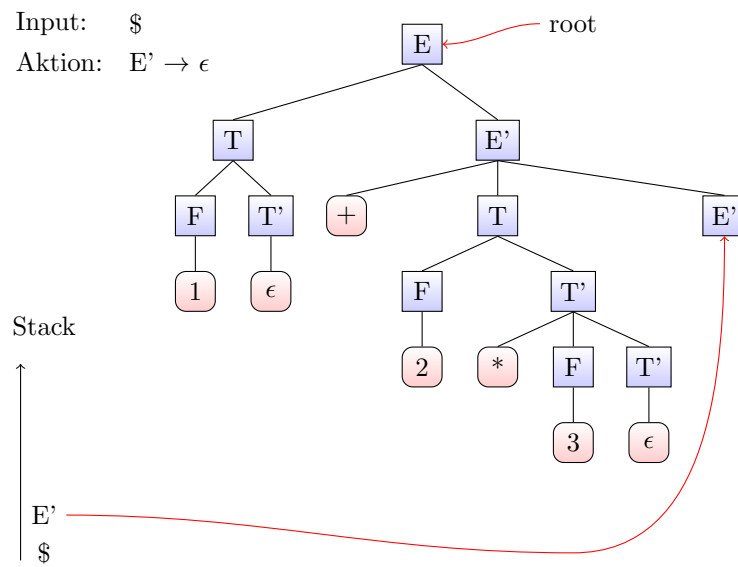 Input: $
Aktion: E' → ϵ
root
E
T E'
F T' + T E'
1 ϵ F T'
Stack
2 * F T'
3 ϵ
E'
$